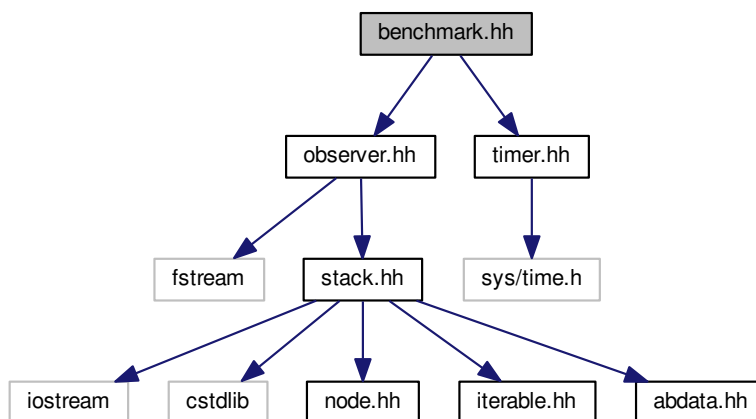 benchmark.hh
observer.hh
timer.hh
fstream
stack.hh
sys/time.h
iostream
cstdlib
node.hh
iterable.hh
abdata.hh